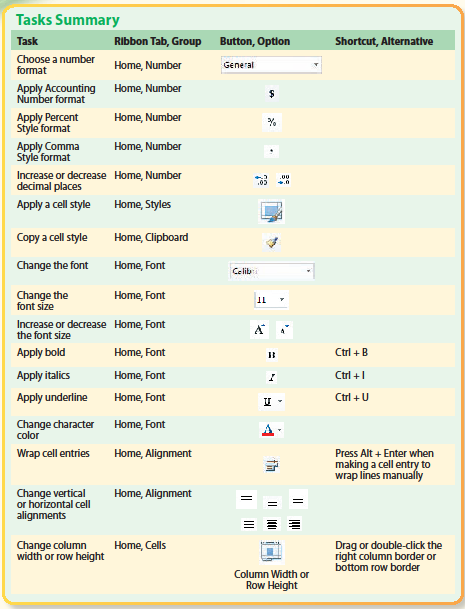 Tasks Summary
Task Ribbon Tab, Group Button, Option Shortcut, Alternative
Choose a number
format
Home, Number
General
Apply Accounting
Number format
Home, Number
$
Apply Percent
Style format
Home, Number
%
Apply Comma
Style format
Home, Number
,
Increase or decrease
decimal places
Home, Number
.00 .00
.00 .0
Apply a cell style Home, Styles
Copy a cell style Home, Clipboard
Change the font Home, Font
Calibri
Change the
font size
Home, Font
11
Increase or decrease
the font size
Home, Font
A A
Apply bold Home, Font B Ctrl + B
Apply italics Home, Font I Ctrl + I
Apply underline Home, Font U Ctrl + U
Change character
color
Home, Font
A
Wrap cell entries Home, Alignment
Press Alt + Enter when
making a cell entry to
wrap lines manually
Change vertical
or horizontal cell
alignments
Home, Alignment
Change column
width or row height
Home, Cells
Column Width or
Row Height
Drag or double-click the
right column border or
bottom row border